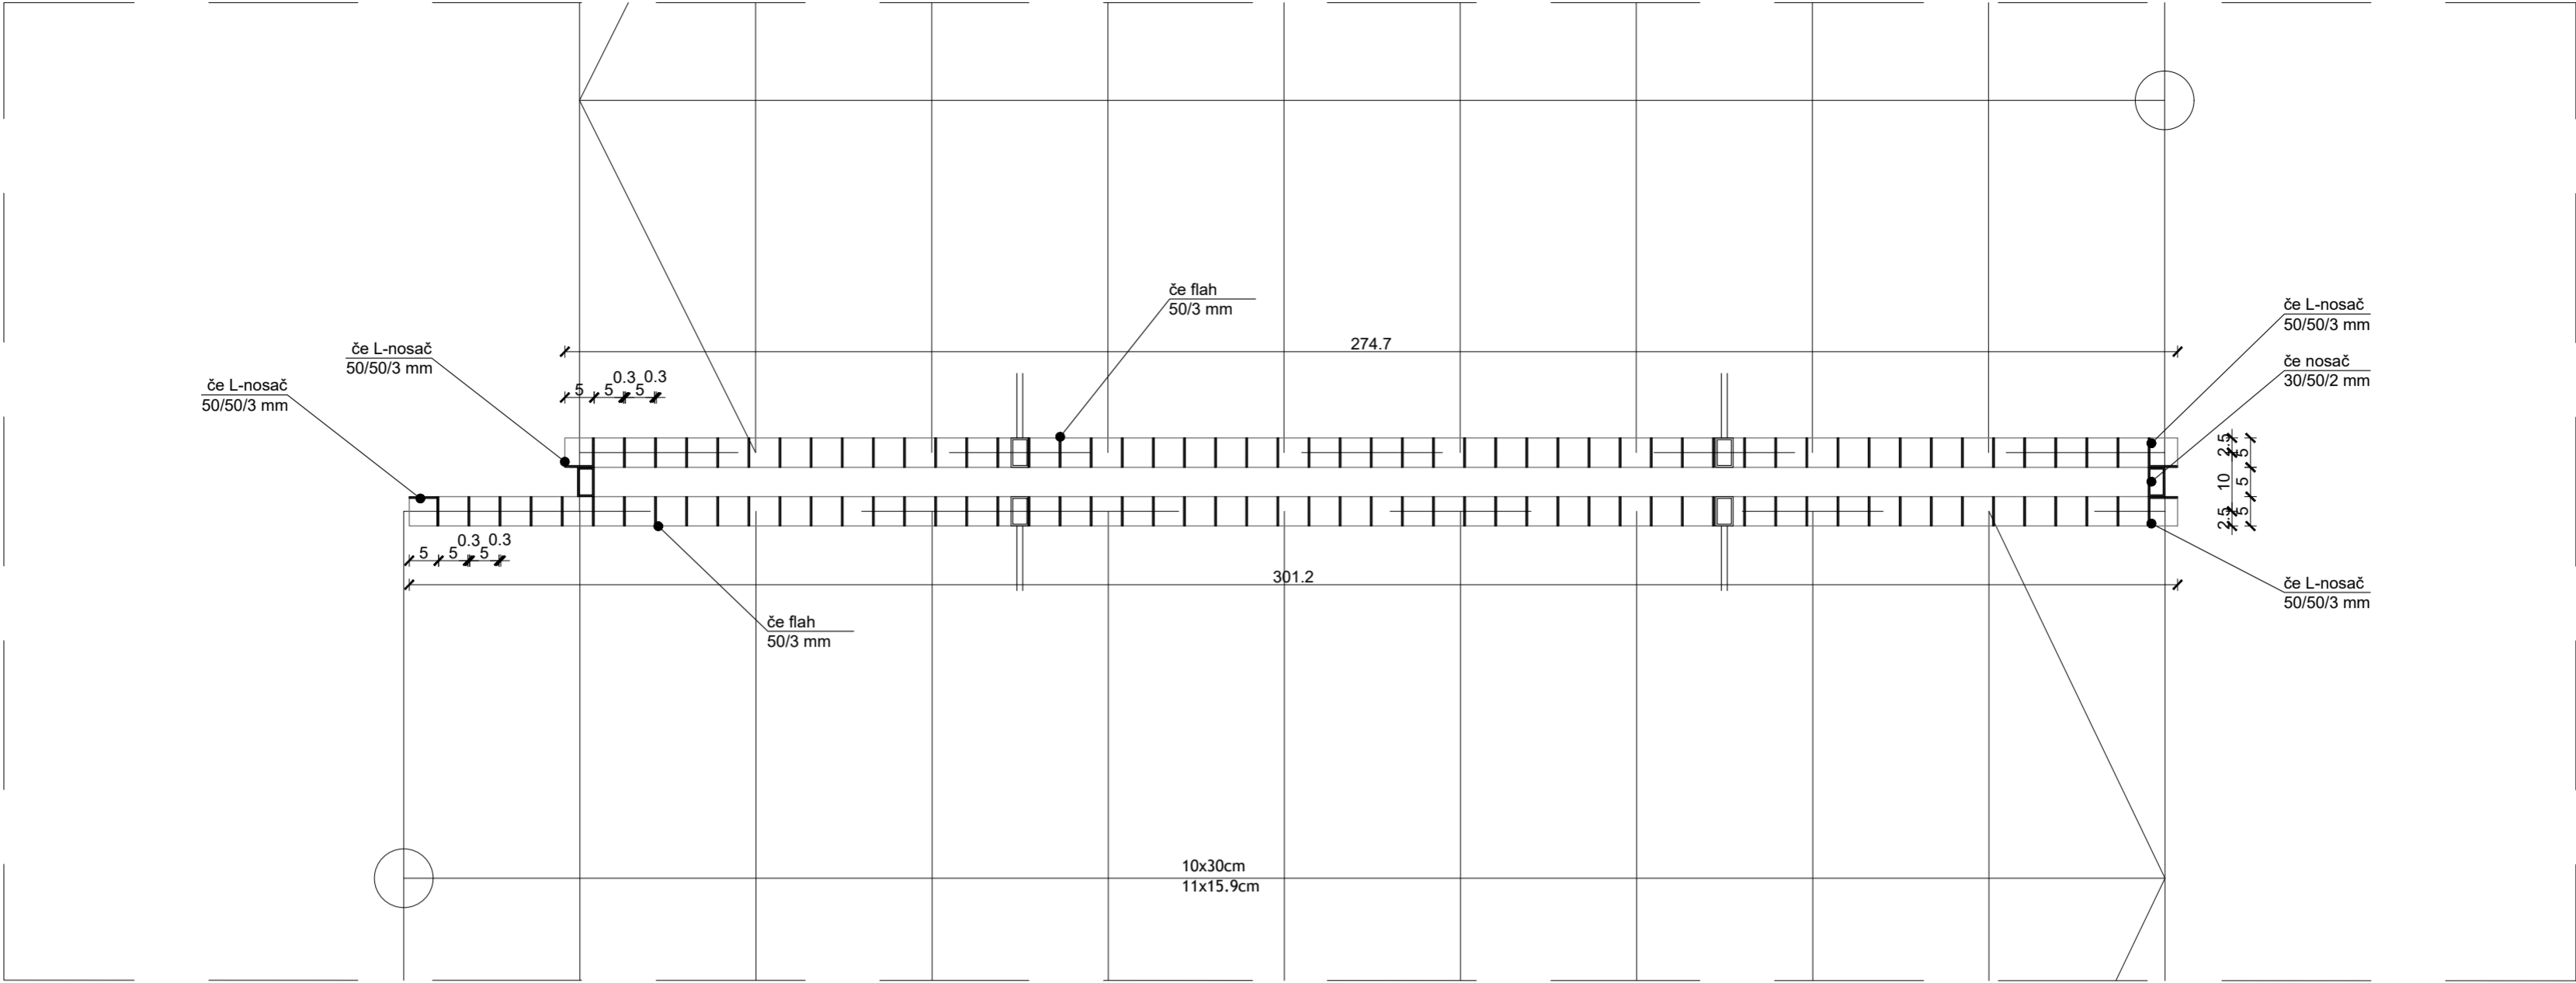 če flah
50/3 mm
če L-nosač
50/50/3 mm
274.7
če L-nosač
50/50/3 mm
če nosač
30/50/2 mm
če L-nosač
50/50/3 mm
0.3 0.3
5 5 5
2.5
5
10
5
2.5
5
0.3 0.3
5 5 5
301.2
če L-nosač
50/50/3 mm
če flah
50/3 mm
10x30cm
11x15.9cm